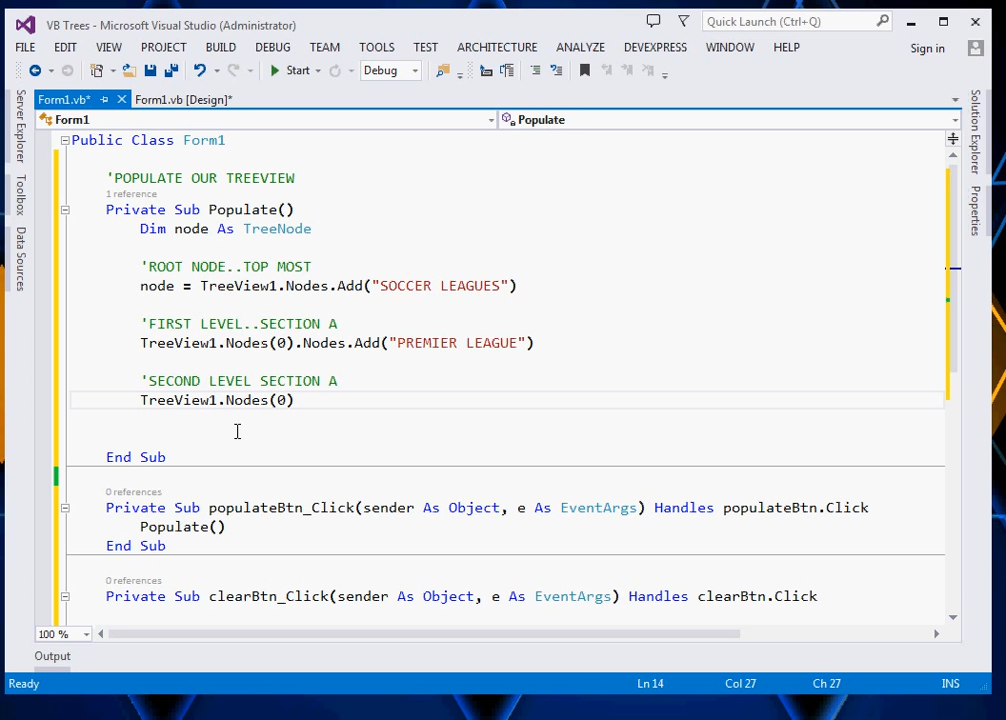 VB Trees - Microsoft Visual Studio (Administrator)
Quick Launch (Ctrl+Q)
FILE EDIT VIEW PROJECT BUILD DEBUG TEAM TOOLS TEST ARCHITECTURE ANALYZE DEVEXPRESS WINDOW HELP Sign in
Start Debug
Form1.vb* Form1.vb [Design]*
Form1 Populate
Server Explorer
Toolbox
Data Sources
Solution Explorer
Properties
Public Class Form1
'POPULATE OUR TREEVIEW
1 reference
Private Sub Populate()
Dim node As TreeNode
'ROOT NODE..TOP MOST
node = TreeView1.Nodes.Add("SOCCER LEAGUES")
'FIRST LEVEL..SECTION A
TreeView1.Nodes(0).Nodes.Add("PREMIER LEAGUE")
'SECOND LEVEL SECTION A
TreeView1.Nodes(0)
End Sub
0 references
Private Sub populateBtn_Click(sender As Object, e As EventArgs) Handles populateBtn.Click
Populate()
End Sub
0 references
Private Sub clearBtn_Click(sender As Object, e As EventArgs) Handles clearBtn.Click
100 %
Output
Ready Ln 14 Col 27 Ch 27 INS